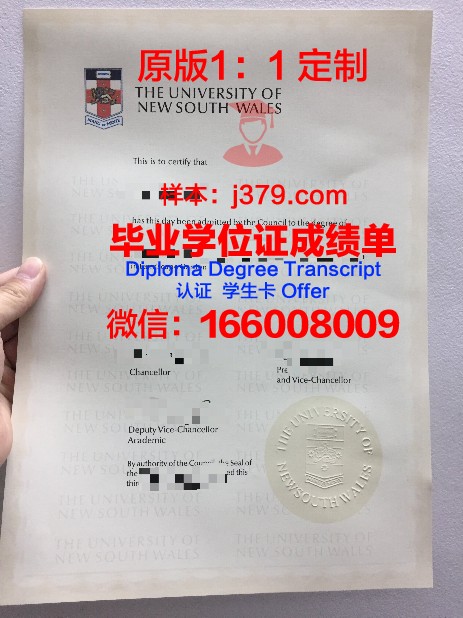 原版1：1 定制
THE UNIVERSITY OF
NEW SOUTH WALES
This is to certify that
样本：j379.com
has this day been admitted by the Council to the degree of
毕业学位证成绩单
Diploma Degree Transcript
认证 学生卡 Offer
微信：166008009
Chancellor
and Vice-Chancellor
Deputy Vice-Chancellor
Academic
By authority of the Council, the Seal of
the
this
THE UNIVERSITY OF
NEW SOUTH WALES